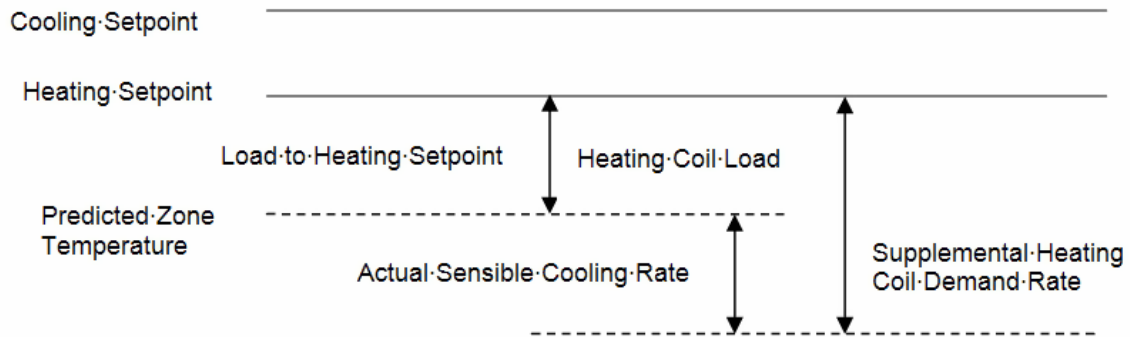 Cooling·Setpoint
Heating·Setpoint
Load·to·Heating·Setpoint
Heating·Coil·Load
Predicted·Zone
Temperature
Actual·Sensible·Cooling·Rate
Supplemental·Heating
Coil·Demand·Rate